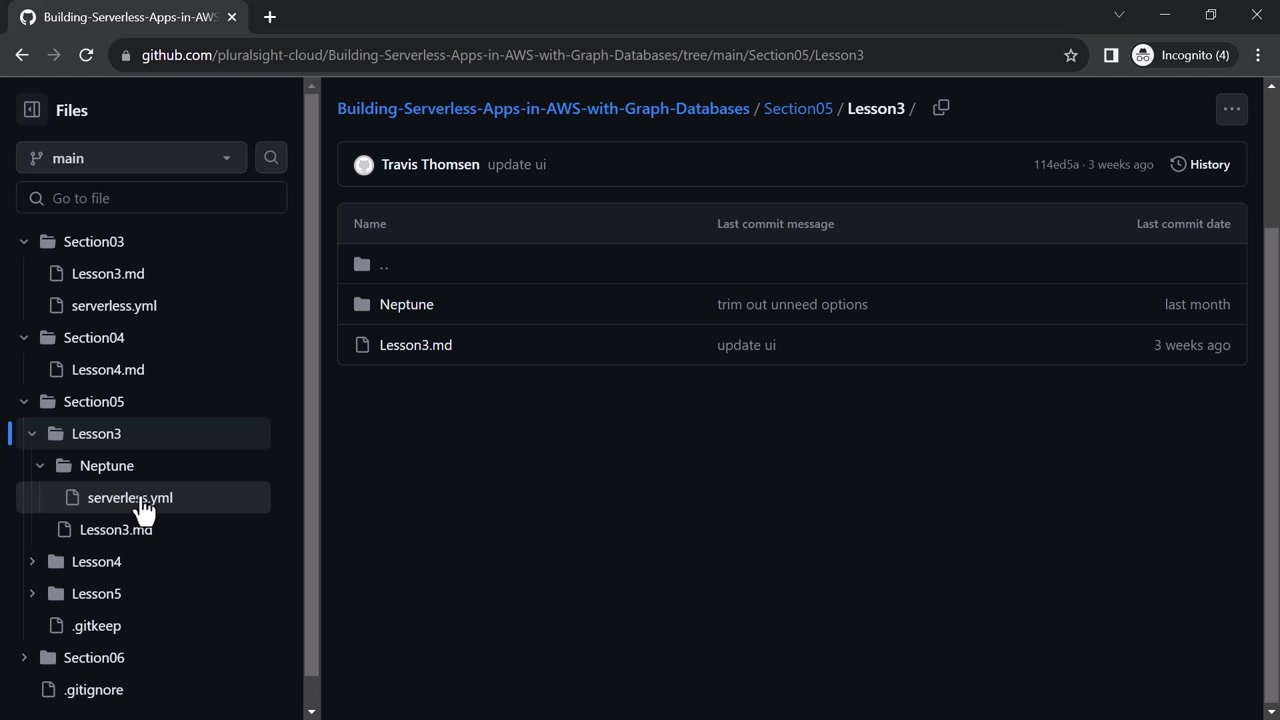 Building-Serverless-Apps-in-AWS
github.com/pluralsight-cloud/Building-Serverless-Apps-in-AWS-with-Graph-Databases/tree/main/Section05/Lesson3
Incognito (4)
Files
main
Go to file
Section03
Lesson3.md
serverless.yml
Section04
Lesson4.md
Section05
Lesson3
Neptune
serverless.yml
Lesson3.md
Lesson4
Lesson5
.gitkeep
Section06
.gitignore
Building-Serverless-Apps-in-AWS-with-Graph-Databases / Section05 / Lesson3 /
Travis Thomsen update ui 114ed5a · 3 weeks ago History
Name Last commit message Last commit date
..
Neptune trim out unneed options last month
Lesson3.md update ui 3 weeks ago